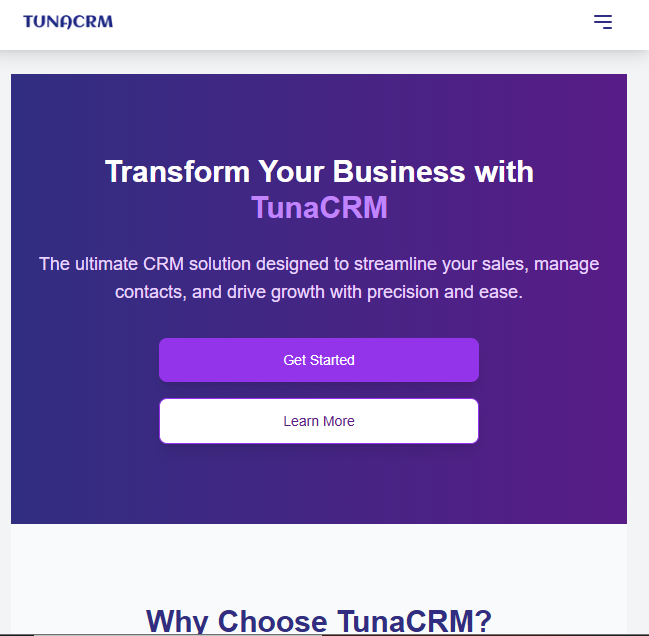 TUNACRM
Transform Your Business with
TunaCRM
The ultimate CRM solution designed to streamline your sales, manage
contacts, and drive growth with precision and ease.
Get Started
Learn More
Why Choose TunaCRM?